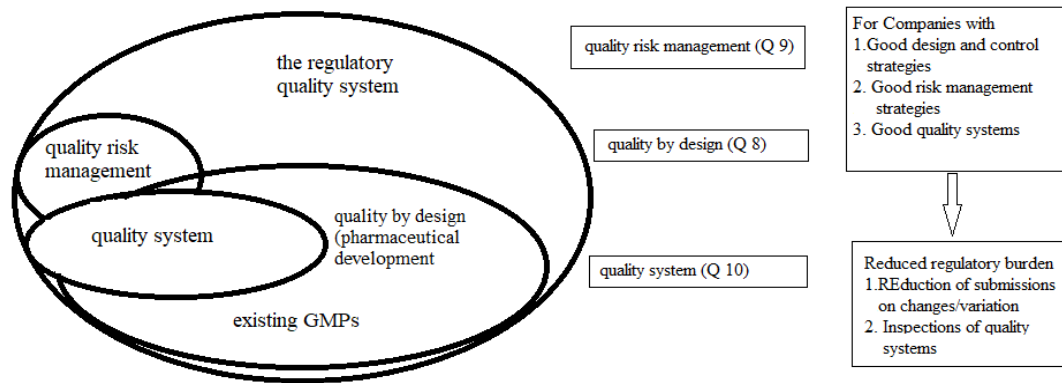 the regulatory
quality system
quality risk
management
quality system
quality by design
(pharmaceutical
development
existing GMPs
quality risk management (Q 9)
quality by design (Q 8)
quality system (Q 10)
For Companies with
1.Good design and control
strategies
2. Good risk management
strategies
3. Good quality systems
Reduced regulatory burden
1.REduction of submissions
on changes/variation
2. Inspections of quality
systems